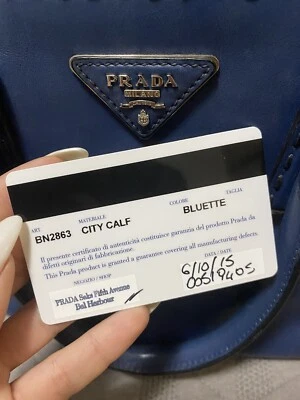 PRADA
MILANO
ART. MATERIALE COLORE TAGLIA
BN2863 CITY CALF BLUETTE
Il presente certificato di autenticità costituisce garanzia del prodotto Prada da
difetti originari di fabbricazione.
This Prada product is granted a guarantee covering all manufacturing defects.
NEGOZIO / SHOP DATA / DATE
PRADA Saks Fifth Avenue
Bal Harbour
6/10/15
00519405